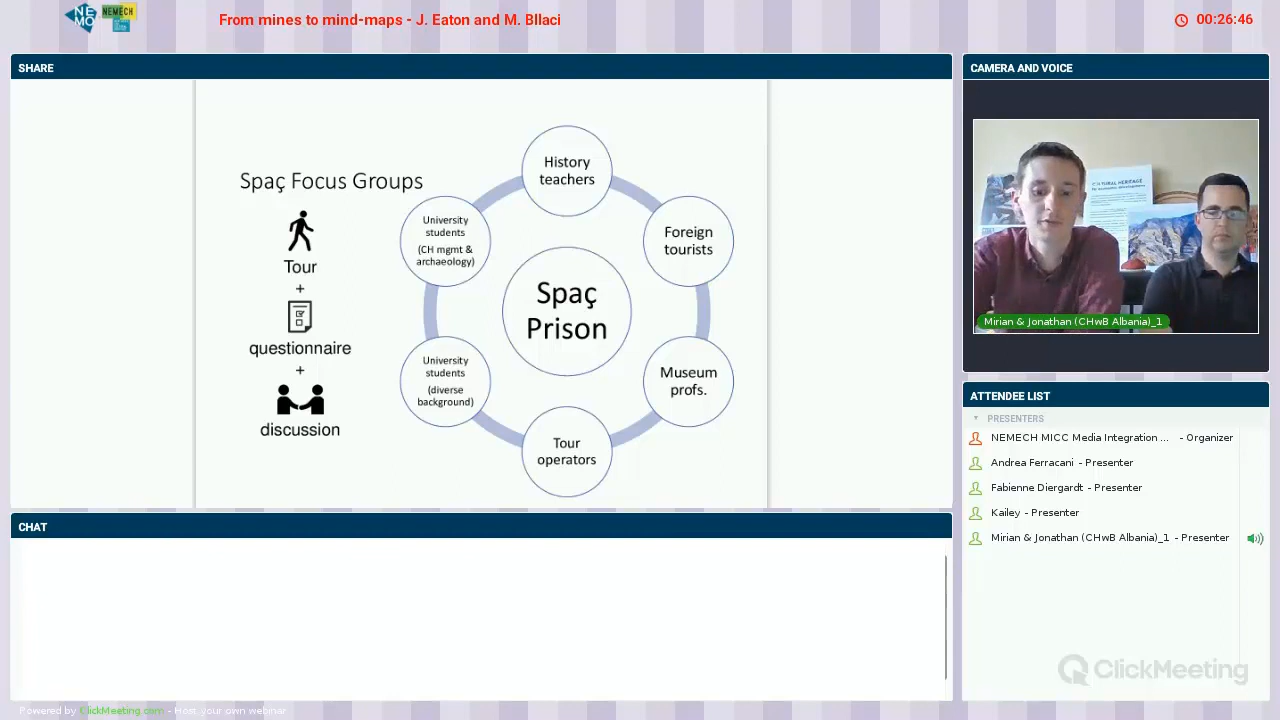 NE
MO
NEMECH
From mines to mind-maps - J. Eaton and M. Bllaci
00:26:46
SHARE
Spaç Focus Groups
Tour
+
questionnaire
+
discussion
History
teachers
Foreign
tourists
Museum
profs.
Tour
operators
University
students
(diverse
background)
University
students
(CH mgmt &
archaeology)
Spaç
Prison
CAMERA AND VOICE
CULTURAL HERITAGE
Mirian & Jonathan (CHwB Albania)_1
ATTENDEE LIST
PRESENTERS
NEMECH MICC Media Integration ... - Organizer
Andrea Ferracani - Presenter
Fabienne Diergardt - Presenter
Kailey - Presenter
Mirian & Jonathan (CHwB Albania)_1 - Presenter
CHAT
ClickMeeting
Powered by ClickMeeting.com - Host your own webinar